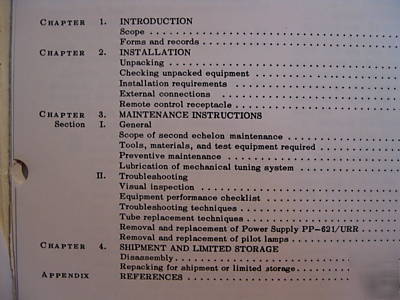 CHAPTER 1. INTRODUCTION
Scope
Forms and records
CHAPTER 2. INSTALLATION
Unpacking
Checking unpacked equipment
Installation requirements
External connections
Remote control receptacle
CHAPTER 3. MAINTENANCE INSTRUCTIONS
Section I. General
Scope of second echelon maintenance
Tools, materials, and test equipment required
Preventive maintenance
Lubrication of mechanical tuning system
II. Troubleshooting
Visual inspection
Equipment performance checklist
Troubleshooting techniques
Tube replacement techniques
Removal and replacement of Power Supply PP-621/URR
Removal and replacement of pilot lamps
CHAPTER 4. SHIPMENT AND LIMITED STORAGE
Disassembly
Repacking for shipment or limited storage
APPENDIX REFERENCES